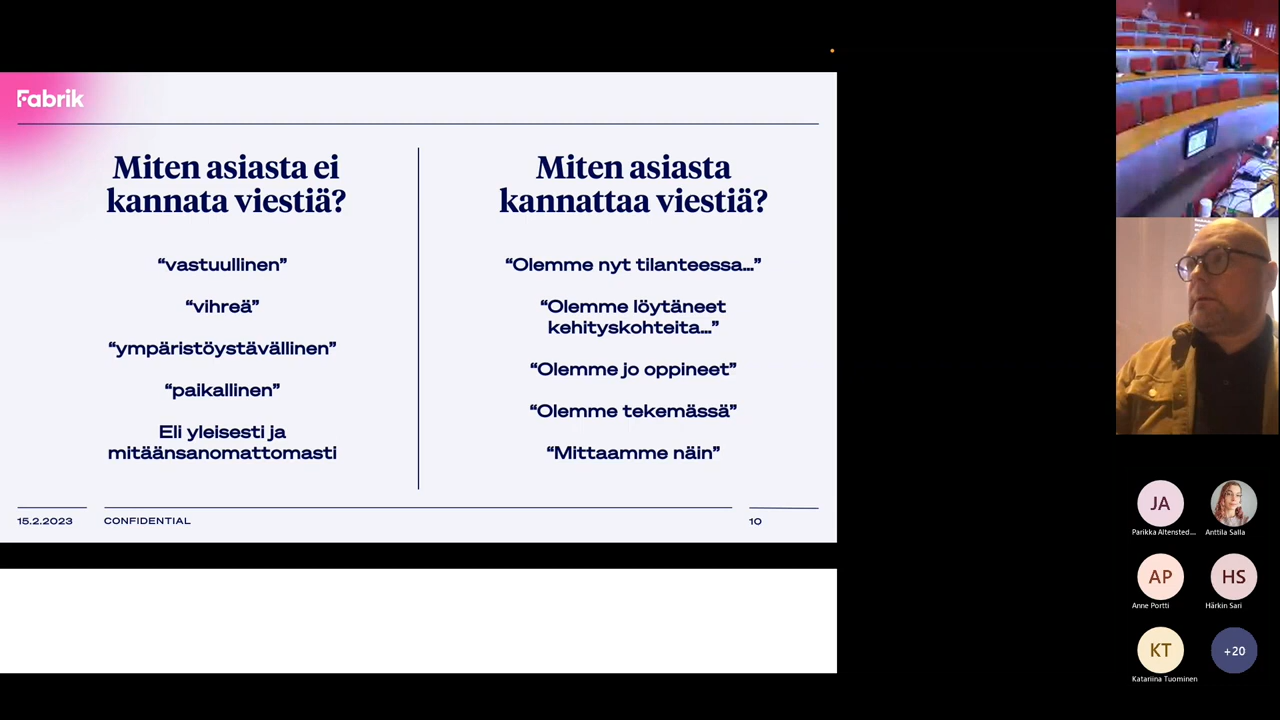 Fabrik
Miten asiasta ei
kannata viestiä?
“vastuullinen”
“vihreä”
“ympäristöystävällinen”
“paikallinen”
Eli yleisesti ja
mitäänsanomattomasti
Miten asiasta
kannattaa viestiä?
“Olemme nyt tilanteessa...”
“Olemme löytäneet
kehityskohteita...”
“Olemme jo oppineet”
“Olemme tekemässä”
“Mittaamme näin”
15.2.2023
CONFIDENTIAL
10
JA
Parikka Altensted...
Anttila Salla
AP
HS
Anne Portti
Härkin Sari
KT
+20
Katariina Tuominen